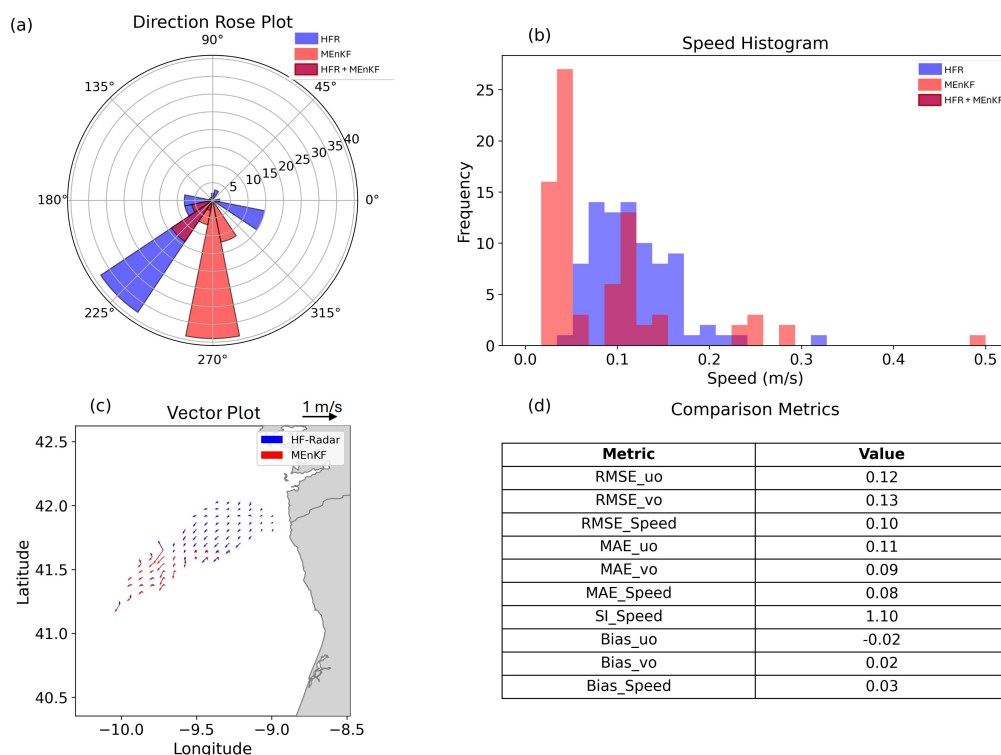 (a)
Direction Rose Plot
90°
HFR
MEnKF
HFR + MEnKF
135°
45°
5 10 15 20 25 30 35 40
180°
0°
225°
315°
270°
(b)
Speed Histogram
HFR
MEnKF
HFR + MEnKF
Frequency
25
20
15
10
5
0
0.0 0.1 0.2 0.3 0.4 0.5
Speed (m/s)
(c)
Vector Plot
1 m/s
HF-Radar
MEnKF
Latitude
42.5
42.0
41.5
41.0
40.5
−10.0 −9.5 −9.0 −8.5
Longitude
(d)
Comparison Metrics
Metric Value
RMSE_uo 0.12
RMSE_vo 0.13
RMSE_Speed 0.10
MAE_uo 0.11
MAE_vo 0.09
MAE_Speed 0.08
SI_Speed 1.10
Bias_uo -0.02
Bias_vo 0.02
Bias_Speed 0.03